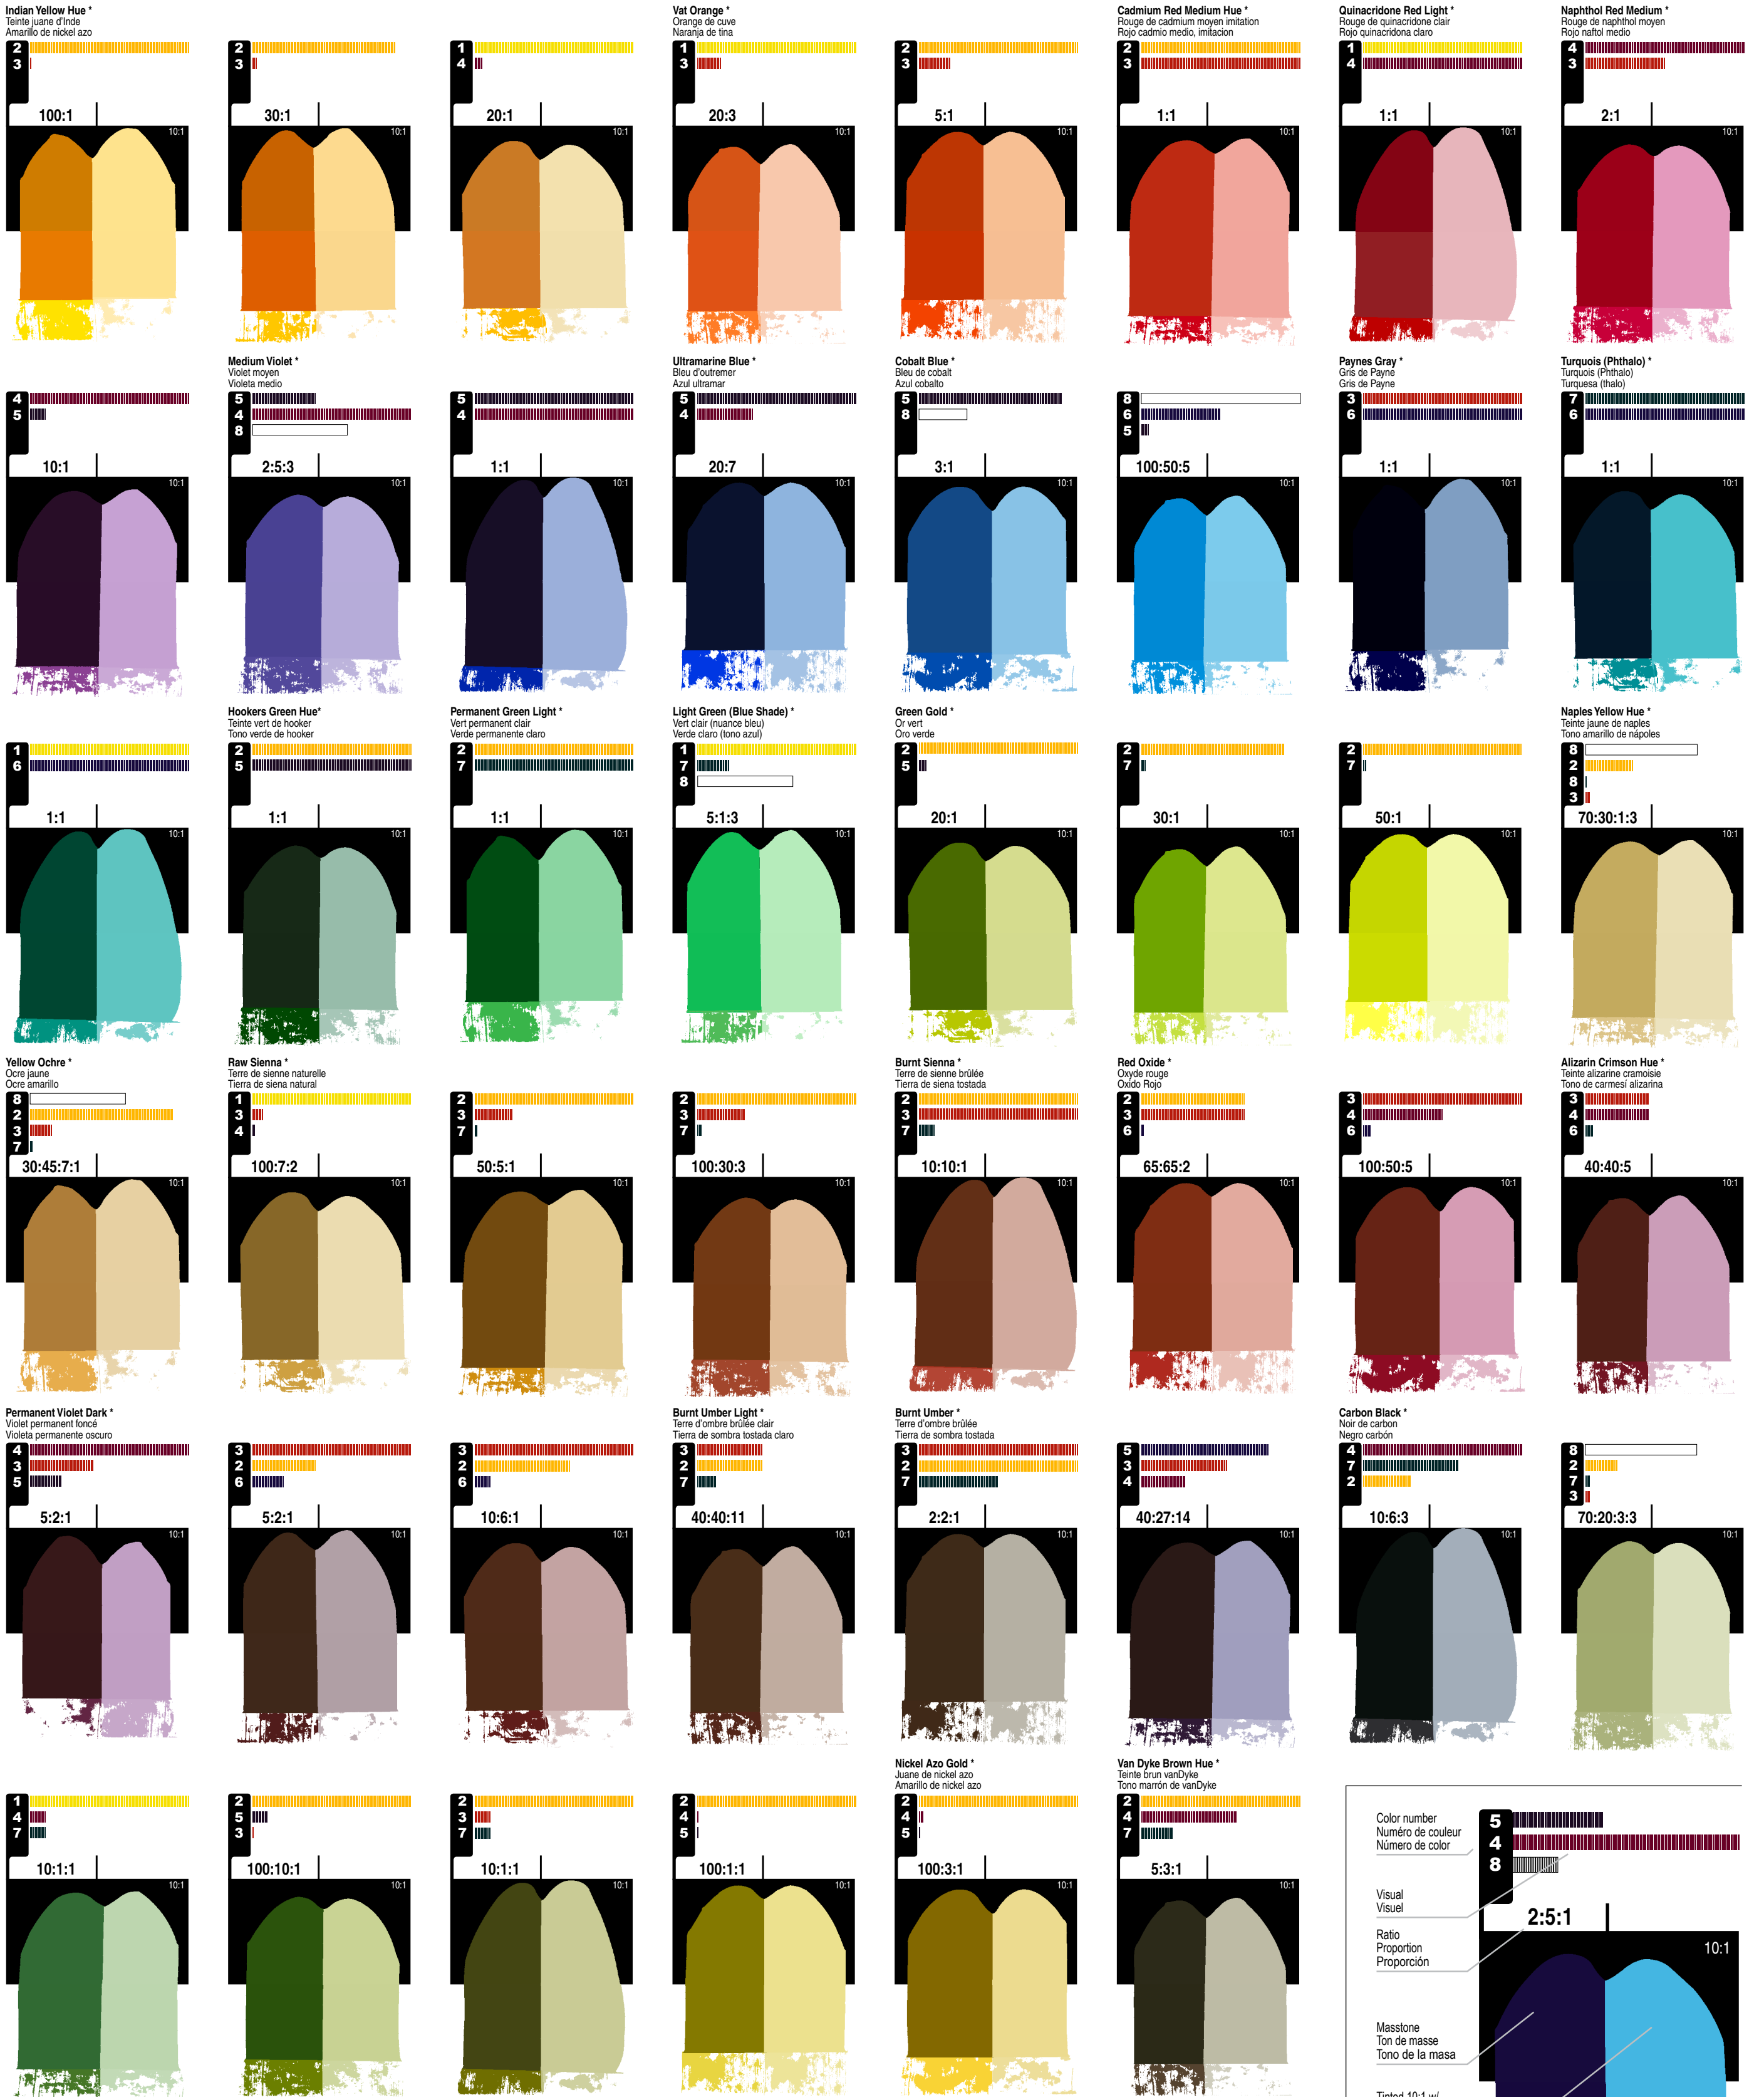 Indian Yellow Hue *
Teinte juane d'Inde
Amarillo de nickel azo
2
3
100:1
10:1
2
3
30:1
10:1
1
4
20:1
10:1
Vat Orange *
Orange de cuve
Naranja de tina
1
3
20:3
10:1
2
3
5:1
10:1
Cadmium Red Medium Hue *
Rouge de cadmium moyen imitation
Rojo cadmio medio, imitacion
2
3
1:1
10:1
Quinacridone Red Light *
Rouge de quinacridone clair
Rojo quinacridona claro
1
4
1:1
10:1
Naphthol Red Medium *
Rouge de naphthol moyen
Rojo naftol medio
4
3
2:1
10:1
4
5
10:1
10:1
Medium Violet *
Violet moyen
Violeta medio
5
4
8
2:5:3
10:1
5
4
1:1
10:1
Ultramarine Blue *
Bleu d'outremer
Azul ultramar
5
4
20:7
10:1
Cobalt Blue *
Bleu de cobalt
Azul cobalto
5
8
3:1
10:1
8
6
5
100:50:5
10:1
Paynes Gray *
Gris de Payne
Gris de Payne
3
6
1:1
10:1
Turquois (Phthalo) *
Turquois (Phthalo)
Turquesa (thalo)
7
6
1:1
10:1
1
6
1:1
10:1
Hookers Green Hue*
Teinte vert de hooker
Tono verde de hooker
2
5
1:1
10:1
Permanent Green Light *
Vert permanent clair
Verde permanente claro
2
7
1:1
10:1
Light Green (Blue Shade) *
Vert clair (nuance bleu)
Verde claro (tono azul)
1
7
8
5:1:3
10:1
Green Gold *
Or vert
Oro verde
2
5
20:1
10:1
2
7
30:1
10:1
2
7
50:1
10:1
Naples Yellow Hue *
Teinte jaune de naples
Tono amarillo de nápoles
8
2
8
3
70:30:1:3
10:1
Yellow Ochre *
Ocre jaune
Ocre amarillo
8
2
3
7
30:45:7:1
10:1
Raw Sienna *
Terre de sienne naturelle
Tierra de siena natural
1
3
4
100:7:2
10:1
2
3
7
50:5:1
10:1
2
3
7
100:30:3
10:1
Burnt Sienna *
Terre de sienne brûlée
Tierra de siena tostada
2
3
7
10:10:1
10:1
Red Oxide *
Oxyde rouge
Oxido Rojo
2
3
6
65:65:2
10:1
3
4
6
100:50:5
10:1
Alizarin Crimson Hue *
Teinte alizarine cramoisie
Tono de carmesí alizarina
3
4
6
40:40:5
10:1
Permanent Violet Dark *
Violet permanent foncé
Violeta permanente oscuro
4
3
5
5:2:1
10:1
3
2
6
5:2:1
10:1
3
2
6
10:6:1
10:1
Burnt Umber Light *
Terre d'ombre brûlée clair
Tierra de sombra tostada claro
3
2
7
40:40:11
10:1
Burnt Umber *
Terre d'ombre brûlée
Tierra de sombra tostada
3
2
7
2:2:1
10:1
5
3
4
40:27:14
10:1
Carbon Black *
Noir de carbon
Negro carbón
4
7
2
10:6:3
10:1
8
2
7
3
70:20:3:3
10:1
1
4
7
10:1:1
10:1
2
5
3
100:10:1
10:1
2
3
7
10:1:1
10:1
2
4
5
100:1:1
10:1
Nickel Azo Gold *
Juane de nickel azo
Amarillo de nickel azo
2
4
5
100:3:1
10:1
Van Dyke Brown Hue *
Teinte brun vanDyke
Tono marrón de vanDyke
2
4
7
5:3:1
10:1
Color number
Numéro de couleur
Número de color
5
4
8
Visual
Visuel
2:5:1
Ratio
Proportion
Proporción
10:1
Masstone
Ton de masse
Tono de la masa
Tinted 10:1 w/